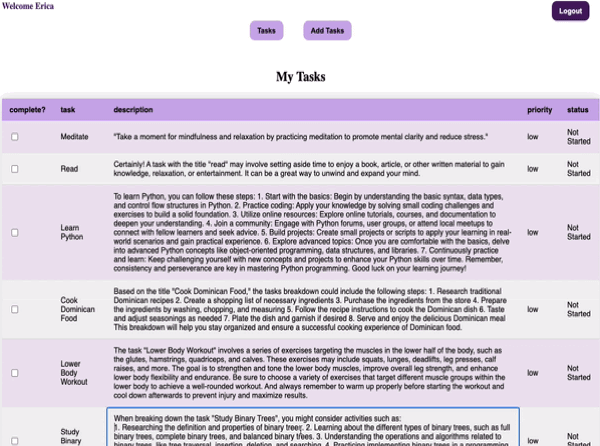 Welcome Erica
Logout
Tasks
Add Tasks
My Tasks
complete? task description priority status
Meditate
"Take a moment for mindfulness and relaxation by practicing meditation to promote mental clarity and reduce stress."
low
Not
Started
Read
Certainly! A task with the title "read" may involve setting aside time to enjoy a book, article, or other written material to gain
knowledge, relaxation, or entertainment. It can be a great way to unwind and expand your mind.
low
Not
Started
Learn
Python
To learn Python, you can follow these steps: 1. Start with the basics: Begin by understanding the basic syntax, data types,
and control flow structures in Python. 2. Practice coding: Apply your knowledge by solving small coding challenges and
exercises to build a solid foundation. 3. Utilize online resources: Explore online tutorials, courses, and documentation to
deepen your understanding. 4. Join a community: Engage with Python forums, user groups, or attend local meetups to
connect with fellow learners and seek advice. 5. Build projects: Create small projects or scripts to apply your learning in real-
world scenarios and gain practical experience. 6. Explore advanced topics: Once you are comfortable with the basics, delve
into advanced Python concepts like object-oriented programming, data structures, and libraries. 7. Continuously practice
and learn: Keep challenging yourself with new concepts and projects to enhance your Python skills over time. Remember,
consistency and perseverance are key in mastering Python programming. Good luck on your learning journey!
low
Not
Started
Cook
Dominican
Food
Based on the title "Cook Dominican Food," the tasks breakdown could include the following steps: 1. Research traditional
Dominican recipes 2. Create a shopping list of necessary ingredients 3. Purchase the ingredients from the store 4. Prepare
the ingredients by washing, chopping, and measuring 5. Follow the recipe instructions to cook the Dominican dish 6. Taste
and adjust seasonings as needed 7. Plate the dish and garnish if desired 8. Serve and enjoy the delicious Dominican meal
This breakdown will help you stay organized and ensure a successful cooking experience of Dominican food.
low
Not
Started
Lower
Body
Workout
The task "Lower Body Workout" involves a series of exercises targeting the muscles in the lower half of the body, such as
the glutes, hamstrings, quadriceps, and calves. These exercises may include squats, lunges, deadlifts, leg presses, calf
raises, and more. The goal is to strengthen and tone the lower body muscles, improve overall leg strength, and enhance
lower body flexibility and endurance. Be sure to choose a variety of exercises that target different muscle groups within the
lower body to achieve a well-rounded workout. And always remember to warm up properly before starting the workout and
cool down afterwards to prevent injury and maximize results.
low
Not
Started
Study
Binary
When breaking down the task "Study Binary Trees", you might consider activities such as:
1. Researching the definition and properties of binary trees. 2. Learning about the different types of binary trees, such as full
binary trees, complete binary trees, and balanced binary trees. 3. Understanding the operations and algorithms related to
binary trees, like tree traversal, insertion, deletion, and searching. 4. Practicing implementing binary trees in a programming
low
Not
Started